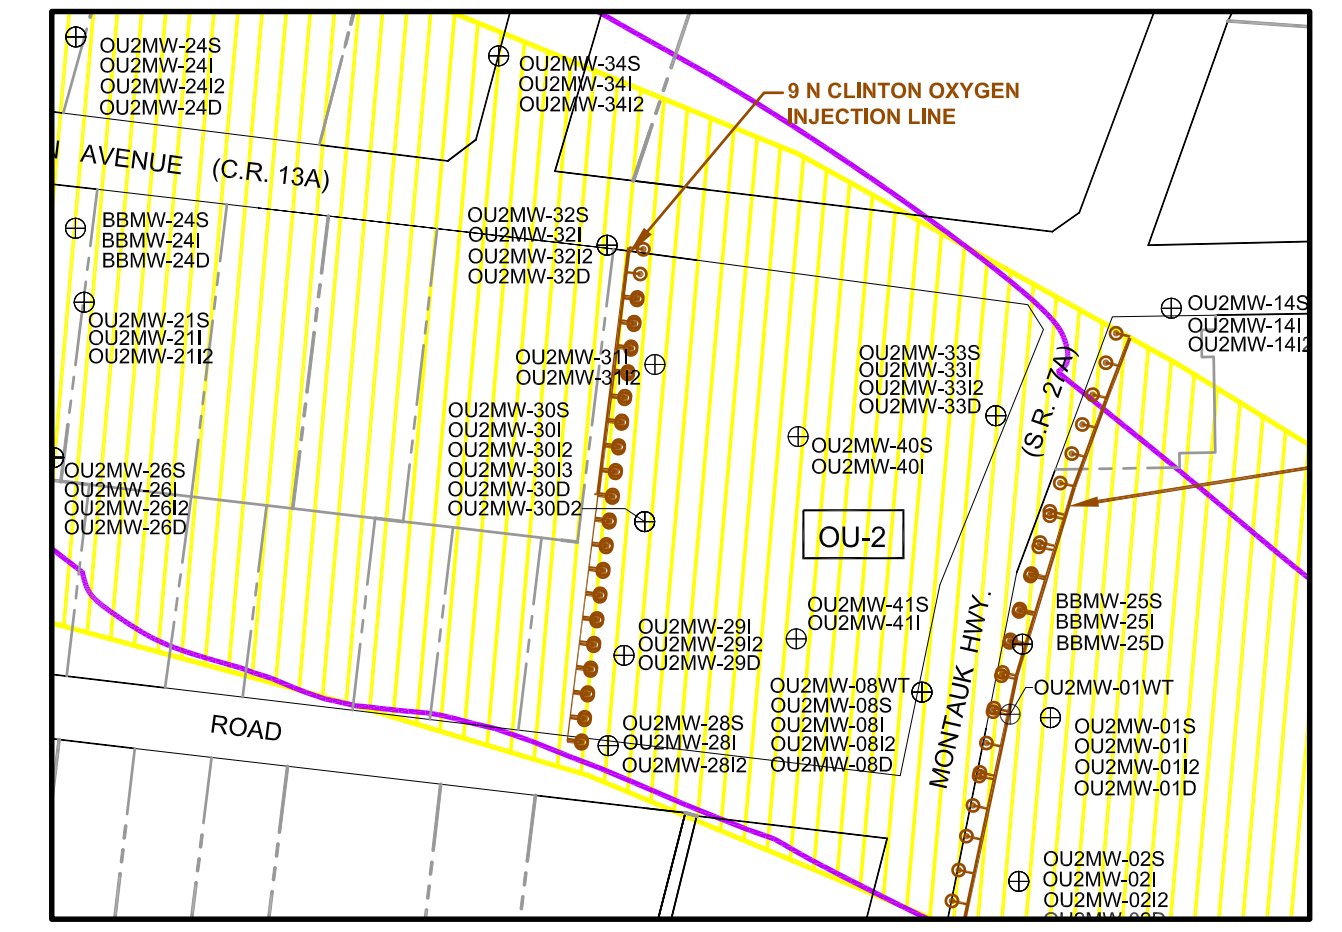 OU2MW-24S
OU2MW-24I
OU2MW-24I2
OU2MW-24D
OU2MW-34S
OU2MW-34I
OU2MW-34I2
9 N CLINTON OXYGEN
INJECTION LINE
AVENUE (C.R. 13A)
BBMW-24S
BBMW-24I
BBMW-24D
OU2MW-32S
OU2MW-32I
OU2MW-32I2
OU2MW-32D
OU2MW-21S
OU2MW-21I
OU2MW-21I2
OU2MW-14S
OU2MW-14I
OU2MW-14I2
OU2MW-31I
OU2MW-31I2
OU2MW-33S
OU2MW-33I
OU2MW-33I2
OU2MW-33D
(S.R. 27A)
OU2MW-30S
OU2MW-30I
OU2MW-30I2
OU2MW-30I3
OU2MW-30D
OU2MW-30D2
OU2MW-40S
OU2MW-40I
OU2MW-26S
OU2MW-26I
OU2MW-26I2
OU2MW-26D
OU-2
OU2MW-41S
OU2MW-41I
BBMW-25S
BBMW-25I
BBMW-25D
OU2MW-29I
OU2MW-29I2
OU2MW-29D
MONTAUK HWY.
OU2MW-08WT
OU2MW-08S
OU2MW-08I
OU2MW-08I2
OU2MW-08D
OU2MW-01WT
OU2MW-01S
OU2MW-01I
OU2MW-01I2
OU2MW-01D
ROAD
OU2MW-28S
OU2MW-28I
OU2MW-28I2
OU2MW-02S
OU2MW-02I
OU2MW-02I2
OU2MW-02D